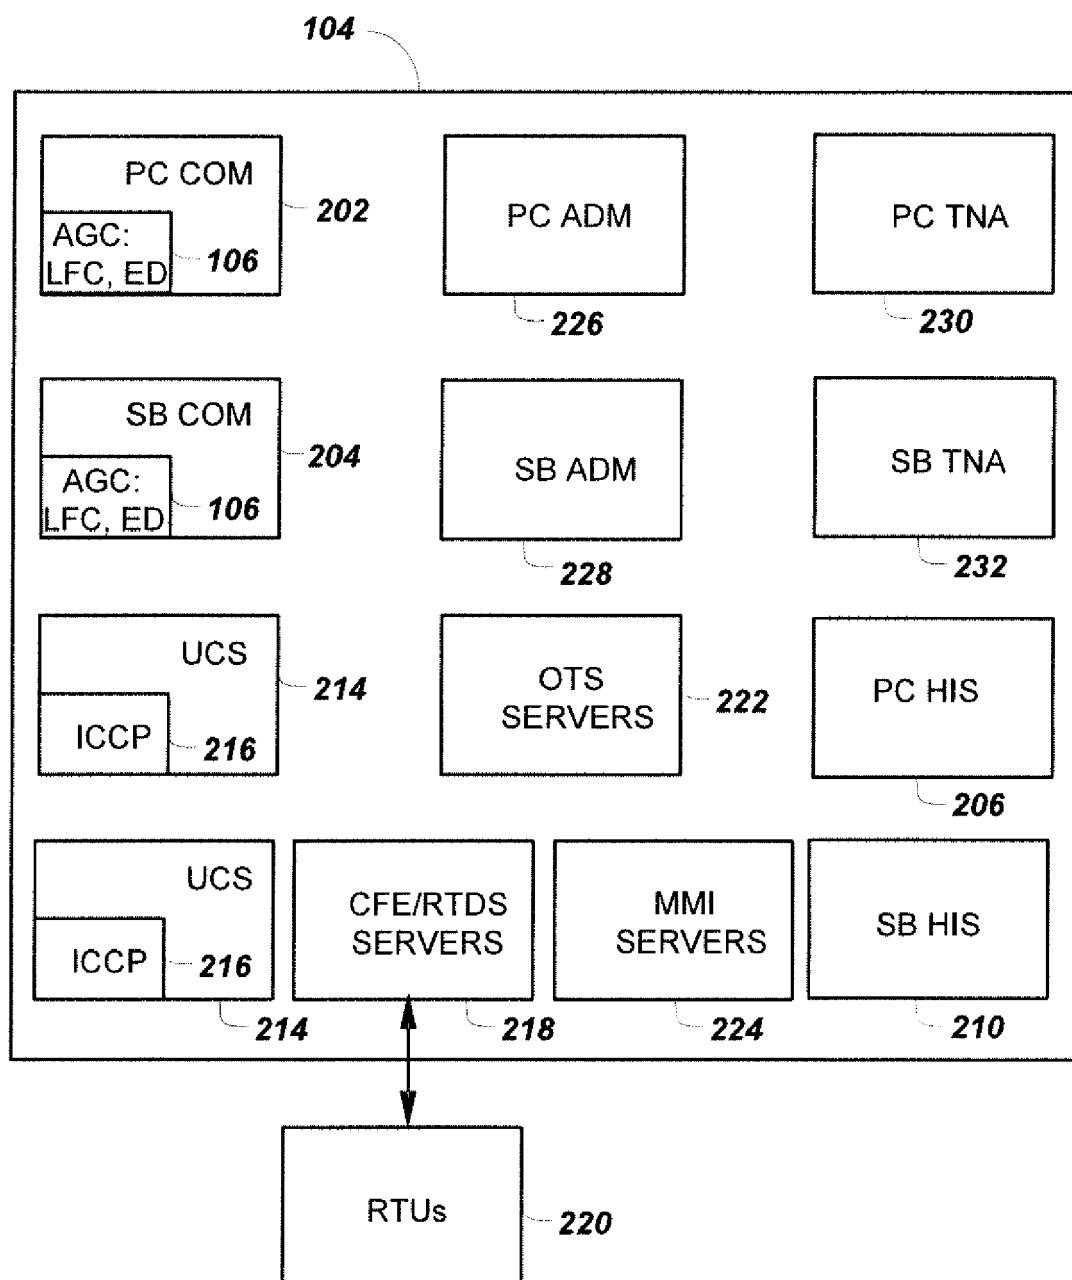 104
PC COM
202
AGC:
LFC, ED
106
PC ADM
226
PC TNA
230
SB COM
204
AGC:
LFC, ED
106
SB ADM
228
SB TNA
232
UCS
214
ICCP
216
OTS
SERVERS
222
PC HIS
206
UCS
ICCP
216
214
CFE/RTDS
SERVERS
218
MMI
SERVERS
224
SB HIS
210
RTUs
220